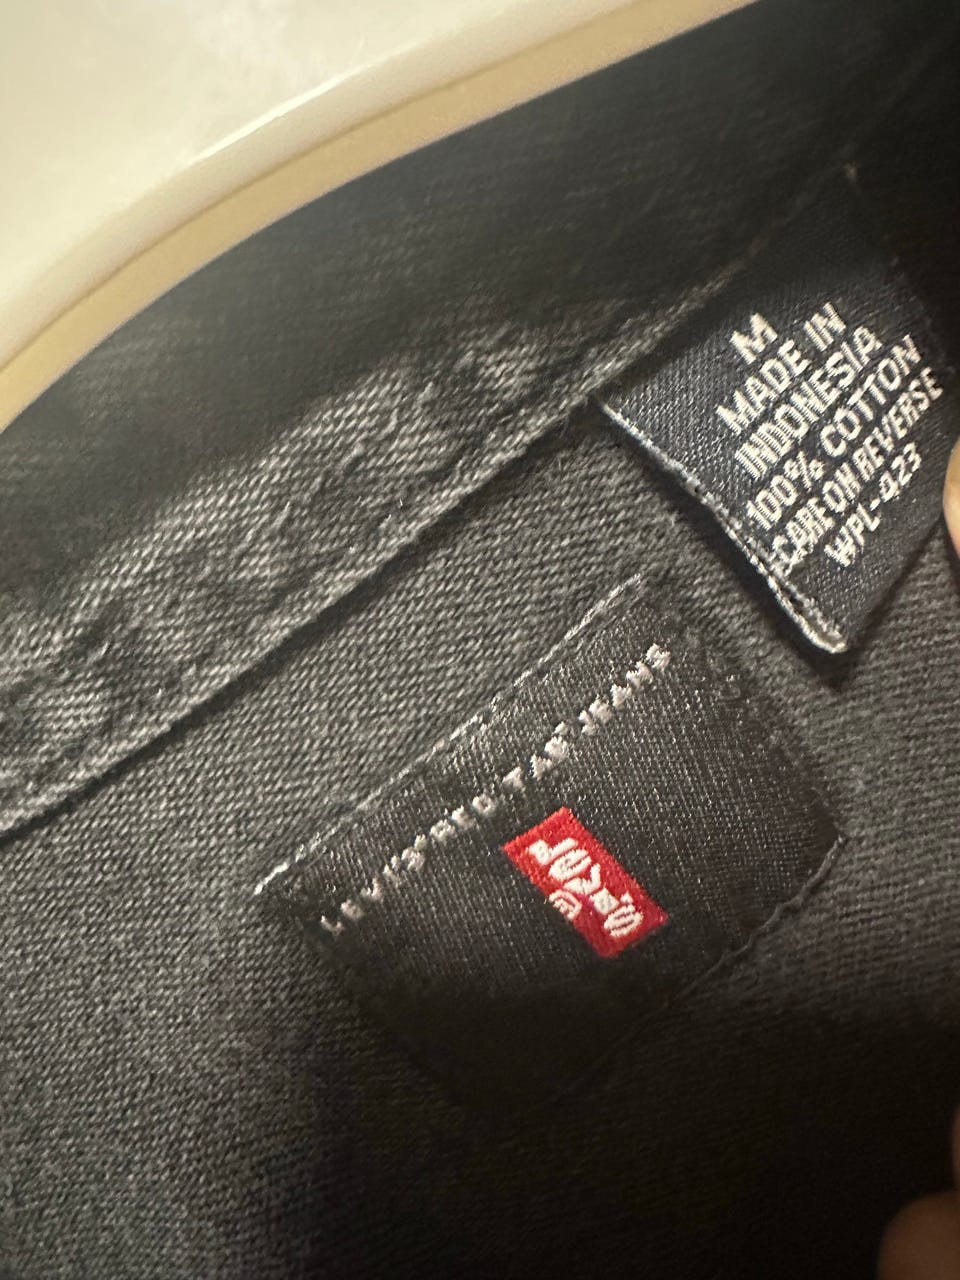 M
MADE IN
INDONESIA
100% COTTON
CARE ON REVERSE
WPL-423
LEVI'S® RED TAB® JEANS
LEVI'S
®